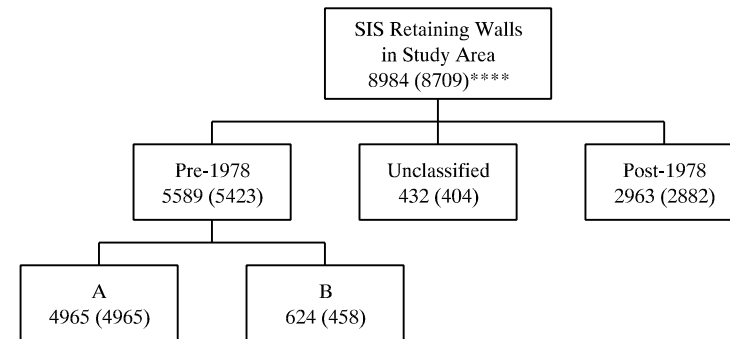 SIS Retaining Walls
in Study Area
8984 (8709)****
Pre-1978
5589 (5423)
Unclassified
432 (404)
Post-1978
2963 (2882)
A
4965 (4965)
B
624 (458)